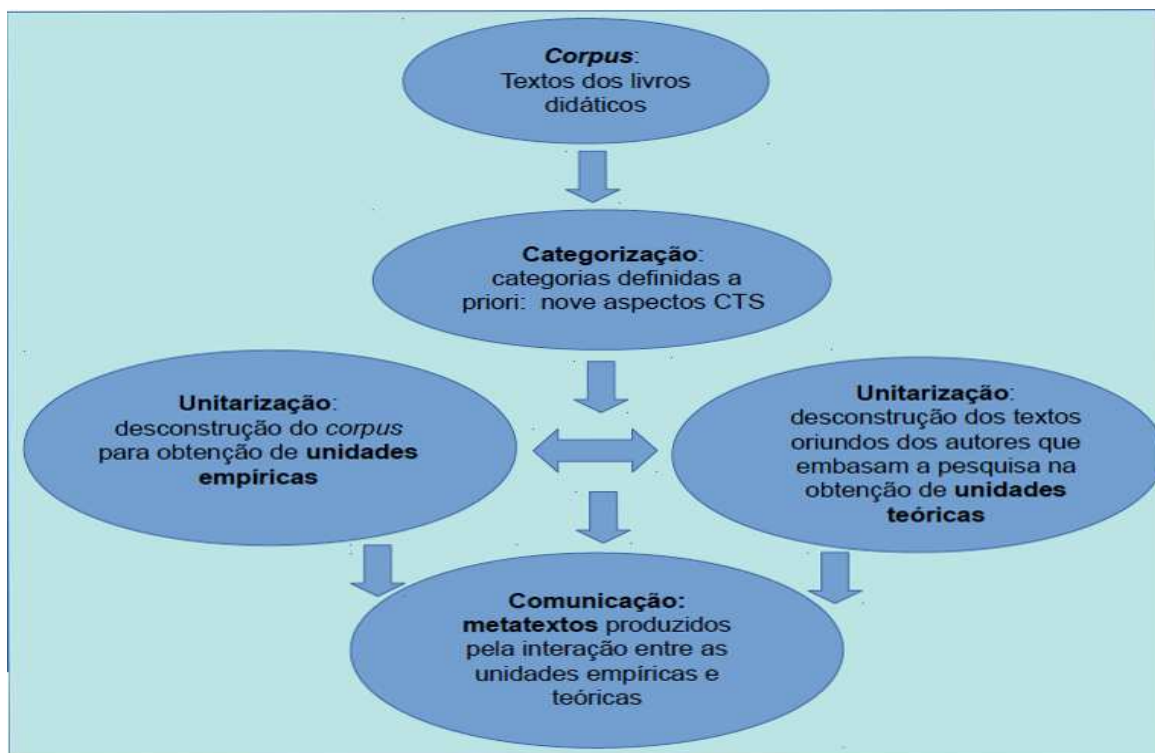 Corpus:
Textos dos livros
didáticos
Categorização:
categorias definidas a
priori: nove aspectos CTS
Unitarização:
desconstrução do corpus
para obtenção de unidades
empíricas
Unitarização:
desconstrução dos textos
oriundos dos autores que
embasam a pesquisa na
obtenção de unidades
teóricas
Comunicação:
metatextos produzidos
pela interação entre as
unidades empíricas e
teóricas